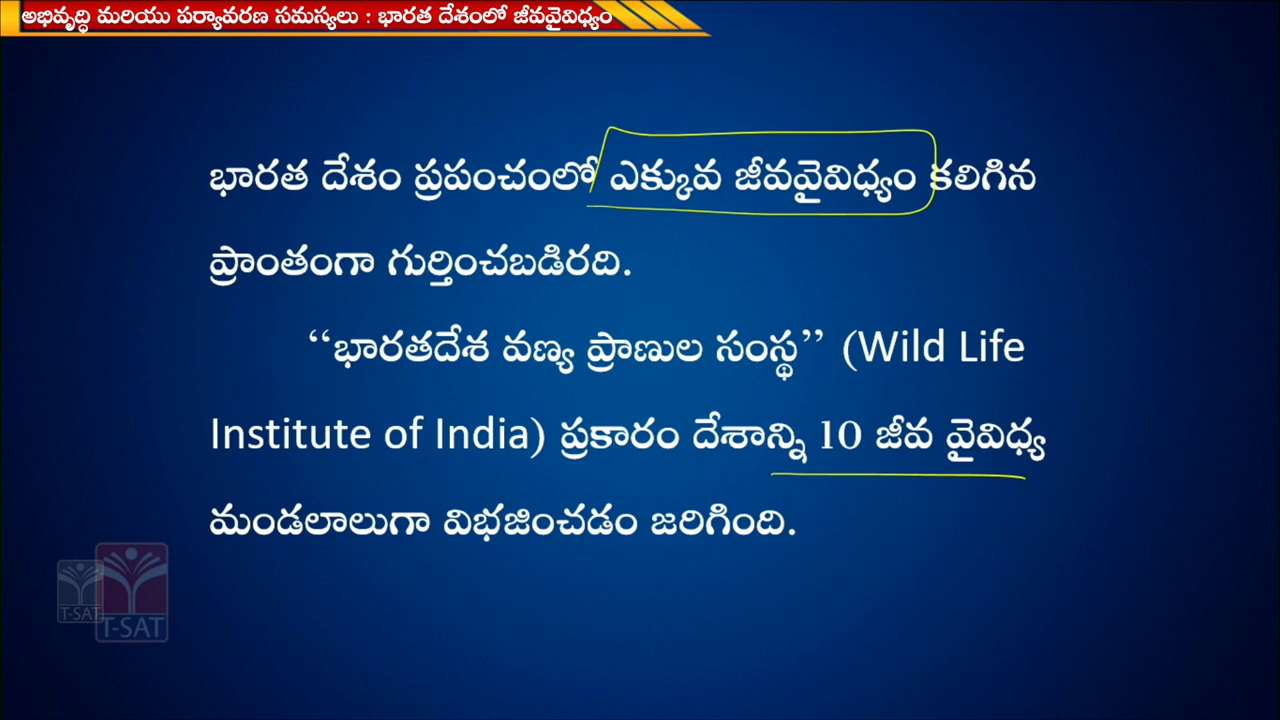 అభివృద్ధి మరియు పర్యావరణ సమస్యలు : భారత దేశంలో జీవవైవిధ్యం
భారత దేశం ప్రపంచంలో ఎక్కువ జీవవైవిధ్యం కలిగిన
ప్రాంతంగా గుర్తించబడిరది.
‘‘భారతదేశ వణ్య ప్రాణుల సంస్థ’’ (Wild Life
Institute of India) ప్రకారం దేశాన్ని 10 జీవ వైవిధ్య
మండలాలుగా విభజించడం జరిగింది.
T-SAT
T-SAT